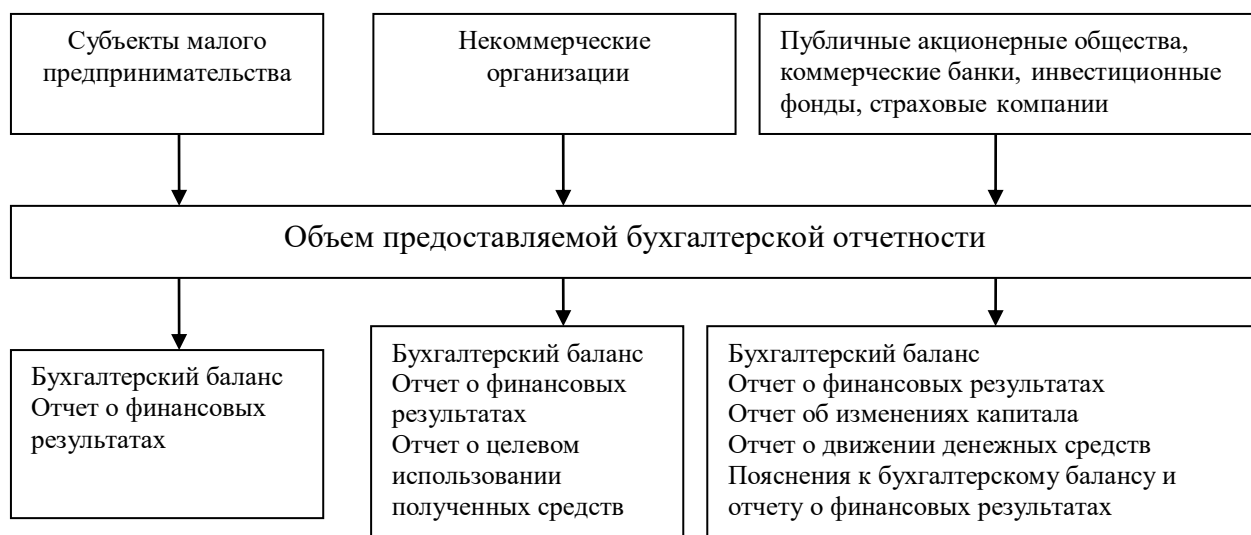 Субъекты малого
предпринимательства
Некоммерческие
организации
Публичные акционерные общества,
коммерческие банки, инвестиционные
фонды, страховые компании
Объем предоставляемой бухгалтерской отчетности
Бухгалтерский баланс
Отчет о финансовых
результатах
Бухгалтерский баланс
Отчет о финансовых
результатах
Отчет о целевом
использовании
полученных средств
Бухгалтерский баланс
Отчет о финансовых результатах
Отчет об изменениях капитала
Отчет о движении денежных средств
Пояснения к бухгалтерскому балансу и
отчету о финансовых результатах